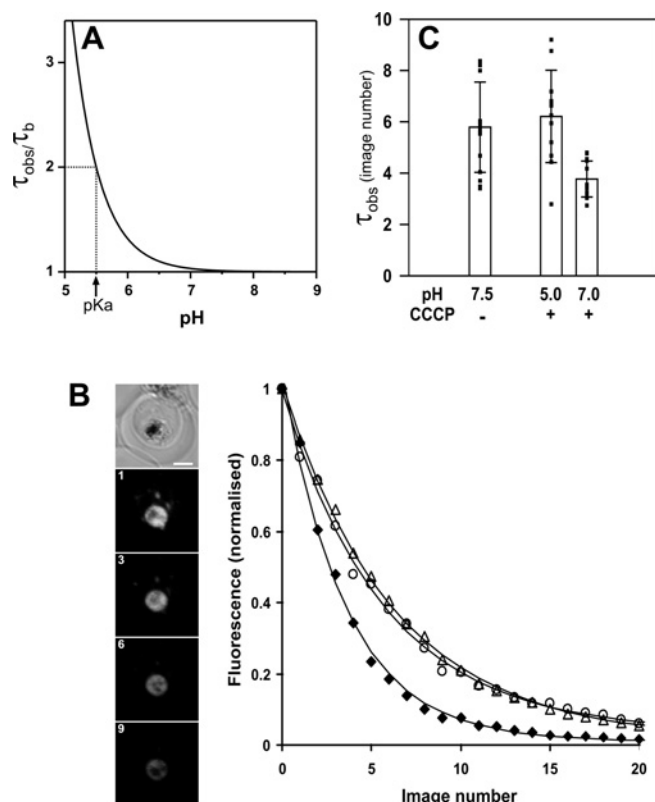 A
C
3
2
1
τobs/τb
5 6 7 8 9
pKa
pH
10
8
6
4
2
0
τobs (image number)
pH 7.5 5.0 7.0
CCCP - + +
B
1
3
6
9
1
0.8
0.6
0.4
0.2
0
Fluorescence (normalised)
0 5 10 15 20
Image number